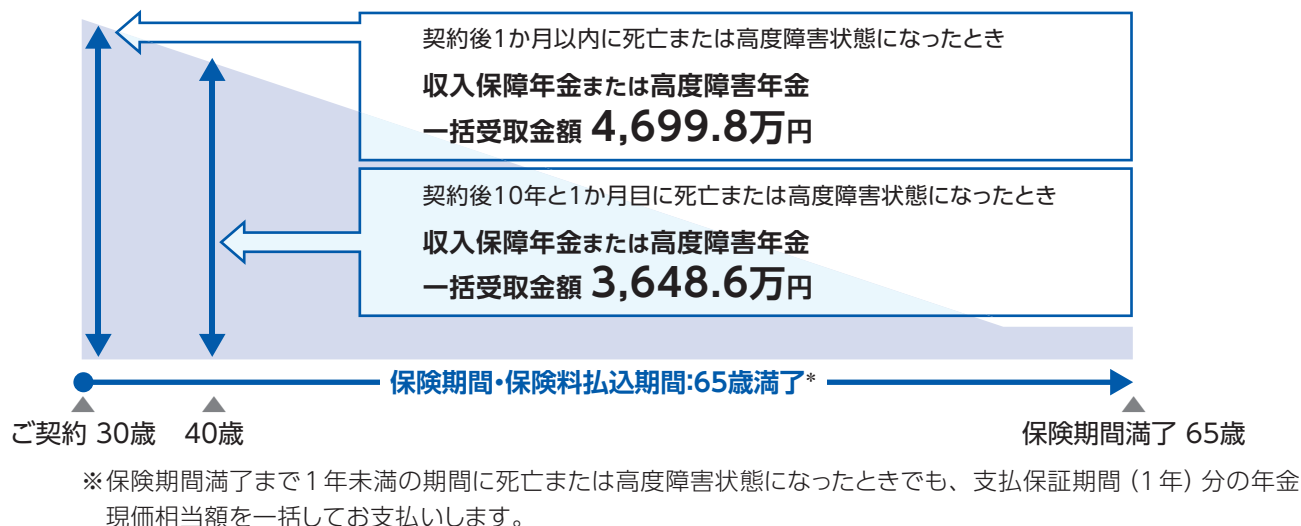 契約後1か月以内に死亡または高度障害状態になったとき
収入保障年金または高度障害年金
一括受取金額 4,699.8万円
契約後10年と1か月目に死亡または高度障害状態になったとき
収入保障年金または高度障害年金
一括受取金額 3,648.6万円
保険期間・保険料払込期間:65歳満了*
ご契約 30歳 40歳 保険期間満了 65歳
※保険期間満了まで1年未満の期間に死亡または高度障害状態になったときでも、支払保証期間(1年)分の年金
現価相当額を一括してお支払いします。